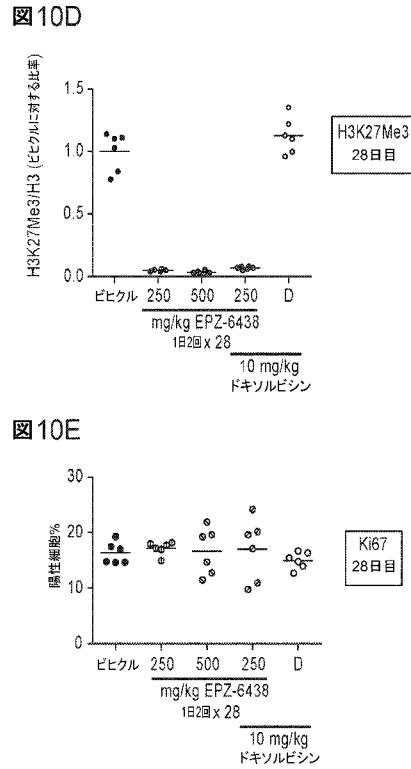 図10D
H3K27Me3/H3 (ビヒクルに対する比率)
1.5
1.0
0.5
0.0
H3K27Me3
28日目
ビヒクル 250 500 250 D
mg/kg EPZ-6438
1日2回 x 28
10 mg/kg
ドキソルビシン
図10E
陽性細胞%
30
20
10
0
Ki67
28日目
ビヒクル 250 500 250 D
mg/kg EPZ-6438
1日2回 x 28
10 mg/kg
ドキソルビシン